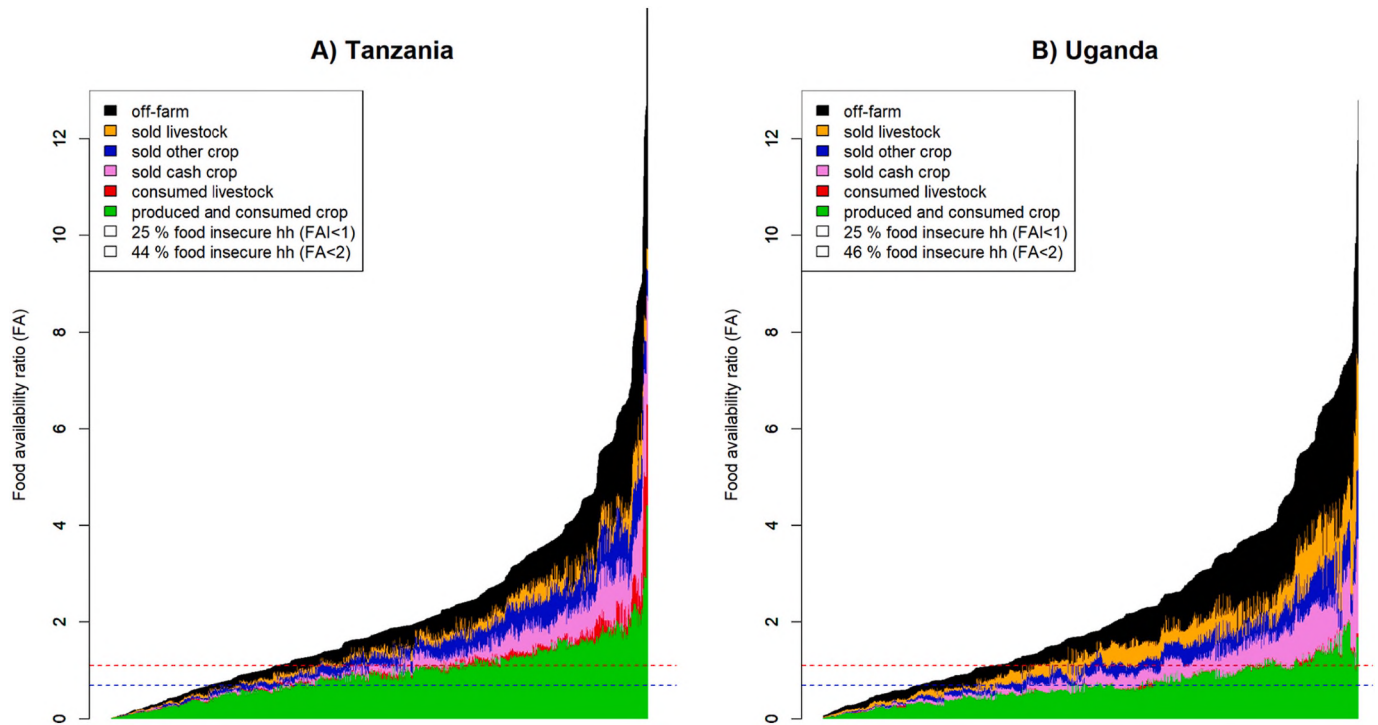 A) Tanzania
off-farm
sold livestock
sold other crop
sold cash crop
consumed livestock
produced and consumed crop
25 % food insecure hh (FAI<1)
44 % food insecure hh (FA<2)
Food availability ratio (FA)
12
10
8
6
4
2
0
B) Uganda
off-farm
sold livestock
sold other crop
sold cash crop
consumed livestock
produced and consumed crop
25 % food insecure hh (FAI<1)
46 % food insecure hh (FA<2)
Food availability ratio (FA)
12
10
8
6
4
2
0